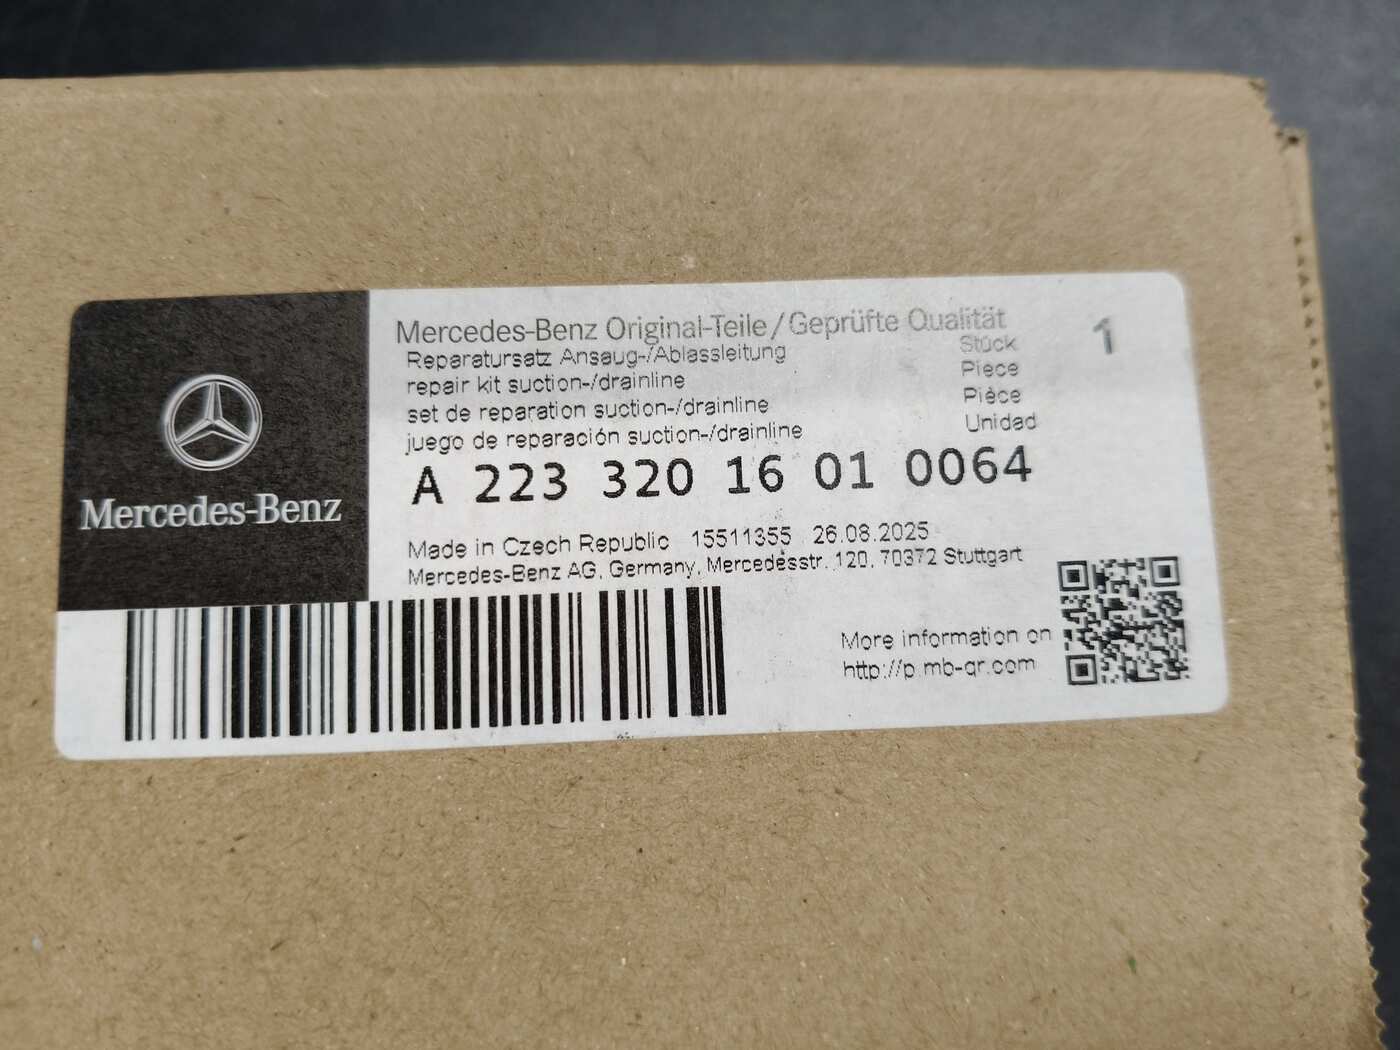 Mercedes-Benz
Mercedes-Benz Original-Teile/Geprüfte Qualität
Reparatursatz Ansaug-/Ablassleitung
repair kit suction-/drainline
set de reparation suction-/drainline
juego de reparación suction-/drainline
Stück 1
Piece
Pièce
Unidad
A 223 320 16 01 0064
Made in Czech Republic 15511355 26.08.2025
Mercedes-Benz AG, Germany, Mercedesstr. 120, 70372 Stuttgart
More information on
http://p.mb-qr.com